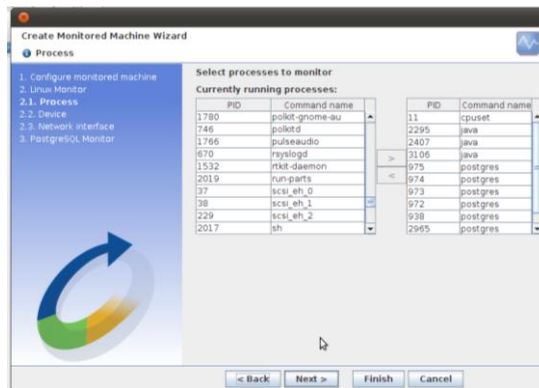 Create Monitored Machine Wizard
Process
1. Configure monitored machine
2. Linux Monitor
2.1. Process
2.2. Device
2.3. Network Interface
3. PostgreSQL Monitor
Select processes to monitor
Currently running processes:
PID Command name
1780 polkit-gnome-au
746 polkitd
1766 pulseaudio
670 rsyslogd
1532 rtkit-daemon
2019 run-parts
37 scsi_eh_0
38 scsi_eh_1
229 scsi_eh_2
2017 sh
>
<
PID Command name
11 cpuset
2295 java
2407 java
3106 java
975 postgres
974 postgres
973 postgres
972 postgres
938 postgres
2965 postgres
< Back Next > Finish Cancel